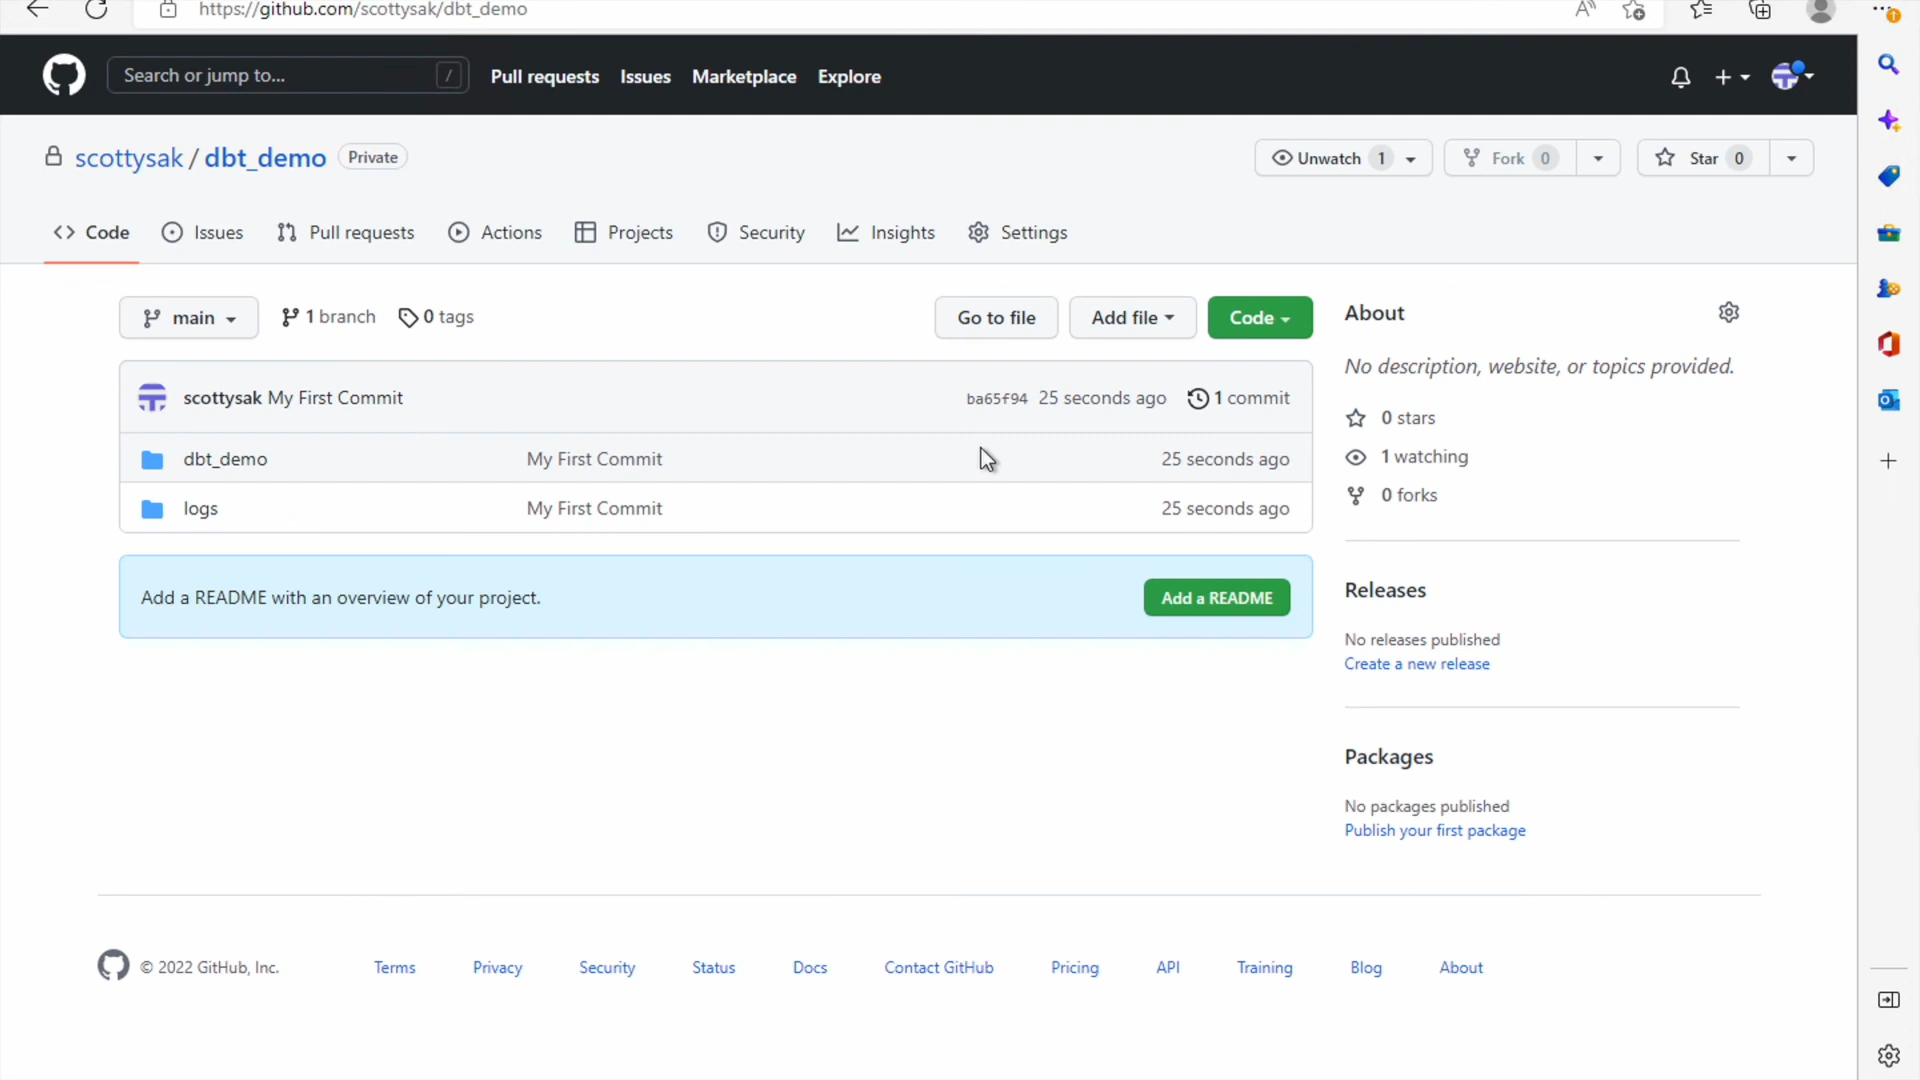 https://github.com/scottysak/dbt_demo
Search or jump to... /
Pull requests Issues Marketplace Explore
scottysak / dbt_demo Private
Unwatch 1 Fork 0 Star 0
Code Issues Pull requests Actions Projects Security Insights Settings
main 1 branch 0 tags Go to file Add file Code
scottysak My First Commit ba65f94 25 seconds ago 1 commit
dbt_demo My First Commit 25 seconds ago
logs My First Commit 25 seconds ago
Add a README with an overview of your project. Add a README
About
No description, website, or topics provided.
0 stars
1 watching
0 forks
Releases
No releases published
Create a new release
Packages
No packages published
Publish your first package
© 2022 GitHub, Inc. Terms Privacy Security Status Docs Contact GitHub Pricing API Training Blog About